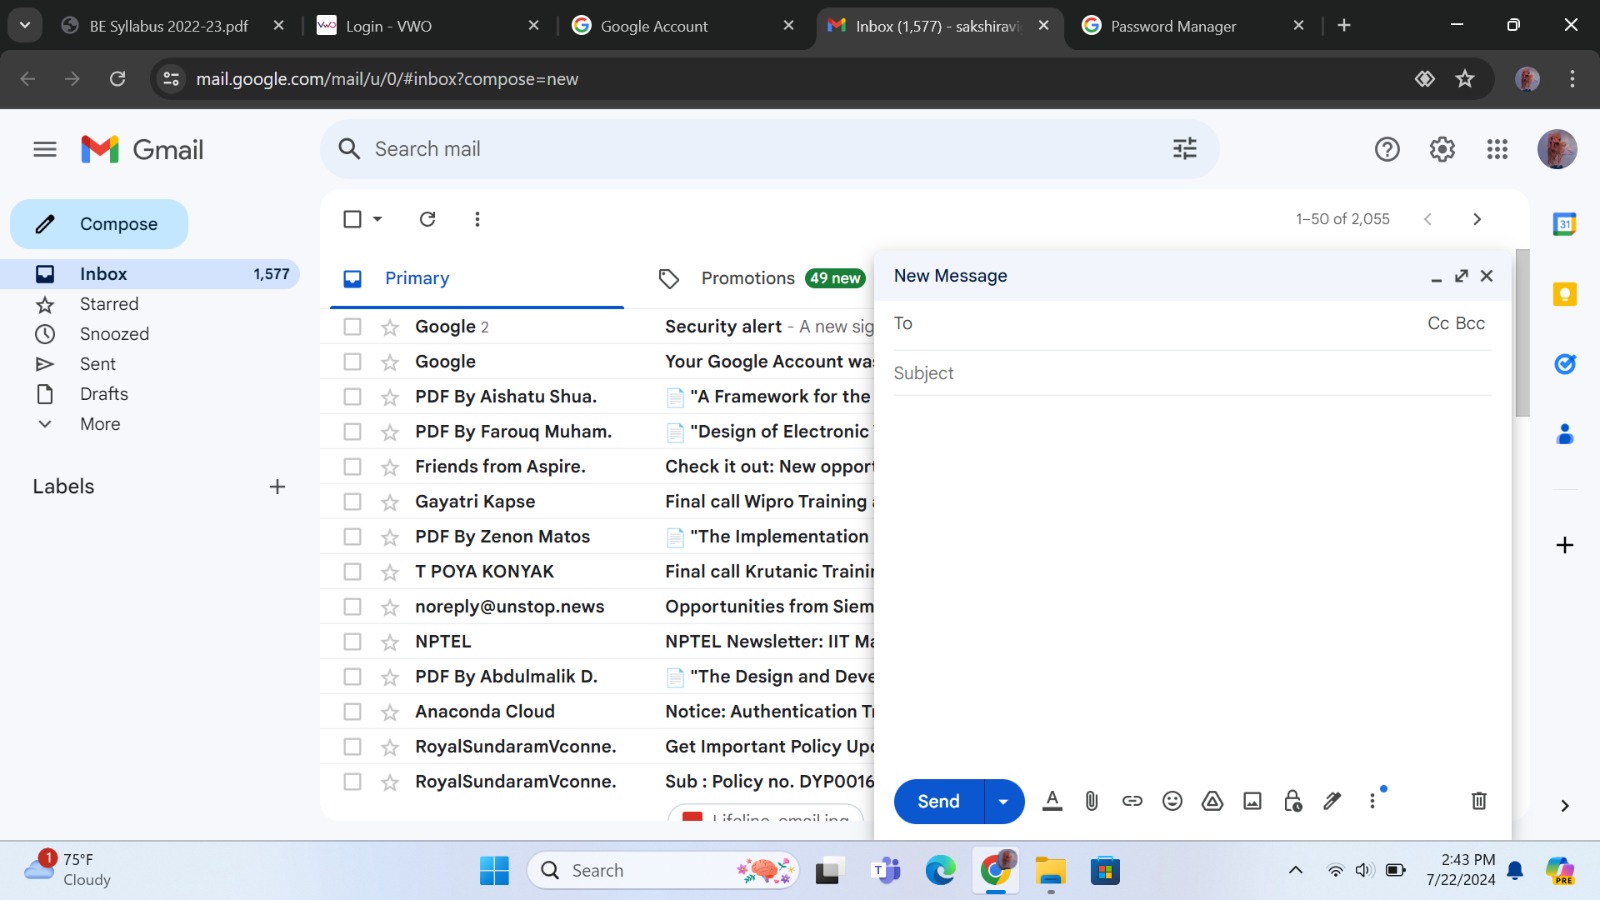 BE Syllabus 2022-23.pdf
Login - VWO
Google Account
Inbox (1,577) - sakshiravi
Password Manager
mail.google.com/mail/u/0/#inbox?compose=new
Gmail
Search mail
Compose
1–50 of 2,055
Inbox 1,577
Starred
Snoozed
Sent
Drafts
More
Labels
Primary
Promotions 49 new
Google 2 Security alert - A new sig
Google Your Google Account was
PDF By Aishatu Shua. "A Framework for the
PDF By Farouq Muham. "Design of Electronic
Friends from Aspire. Check it out: New opport
Gayatri Kapse Final call Wipro Training
PDF By Zenon Matos "The Implementation
T POYA KONYAK Final call Krutanic Trainin
noreply@unstop.news Opportunities from Siem
NPTEL NPTEL Newsletter: IIT Ma
PDF By Abdulmalik D. "The Design and Deve
Anaconda Cloud Notice: Authentication Tr
RoyalSundaramVconne. Get Important Policy Upd
RoyalSundaramVconne. Sub : Policy no. DYP0016
New Message
To Cc Bcc
Subject
Send
31
1
75°F
Cloudy
Search
2:43 PM
7/22/2024
PRE